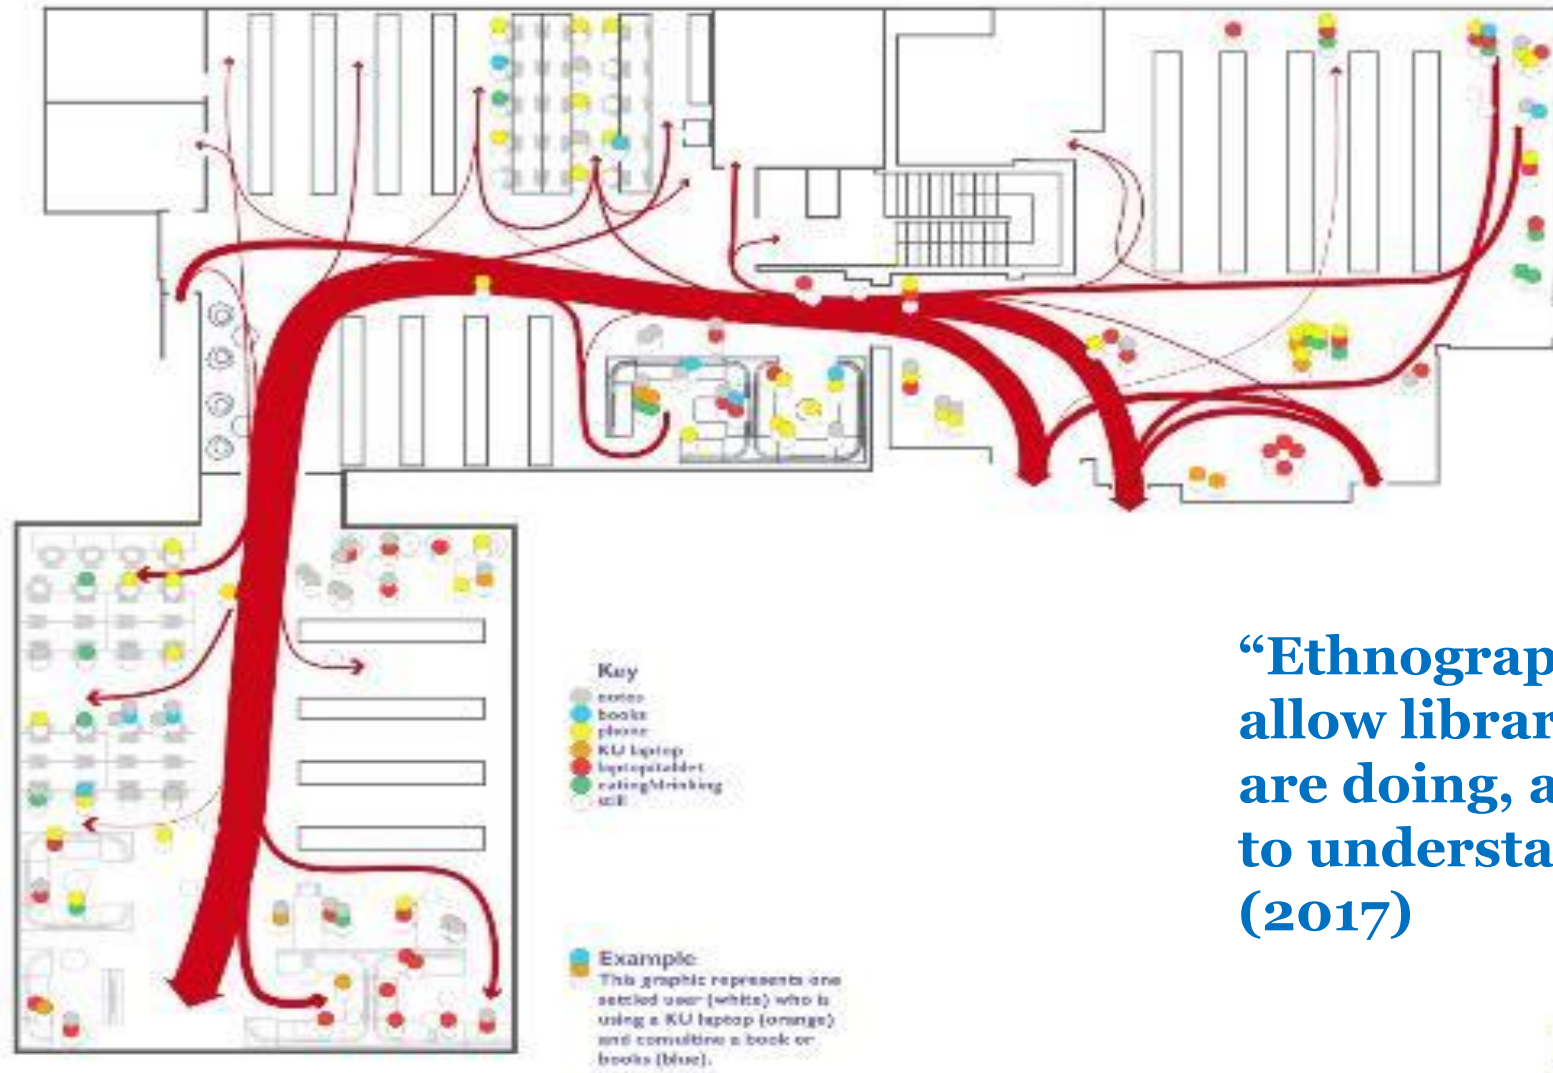 Key
notes
books
phone
KU laptop
laptop/tablet
eating/drinking
still
Example
This graphic represents one
settled user (white) who is
using a KU laptop (orange)
and consulting a book or
books (blue).
“Ethnograp
allow librar
are doing, a
to understa
(2017)